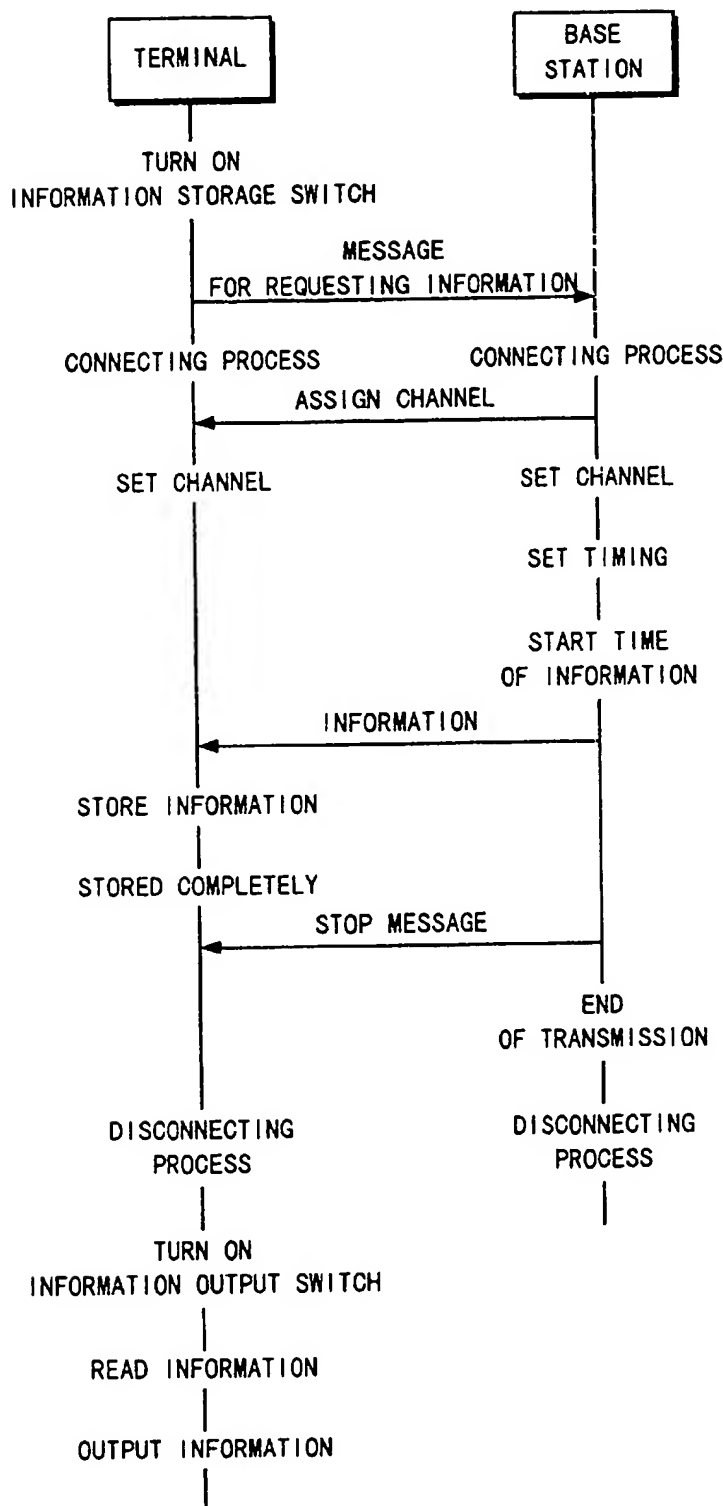 TERMINAL
BASE
STATION
TURN ON
INFORMATION STORAGE SWITCH
MESSAGE
FOR REQUESTING INFORMATION
CONNECTING PROCESS
CONNECTING PROCESS
ASSIGN CHANNEL
SET CHANNEL
SET CHANNEL
SET TIMING
START TIME
OF INFORMATION
INFORMATION
STORE INFORMATION
STORED COMPLETELY
STOP MESSAGE
END
OF TRANSMISSION
DISCONNECTING
PROCESS
DISCONNECTING
PROCESS
TURN ON
INFORMATION OUTPUT SWITCH
READ INFORMATION
OUTPUT INFORMATION